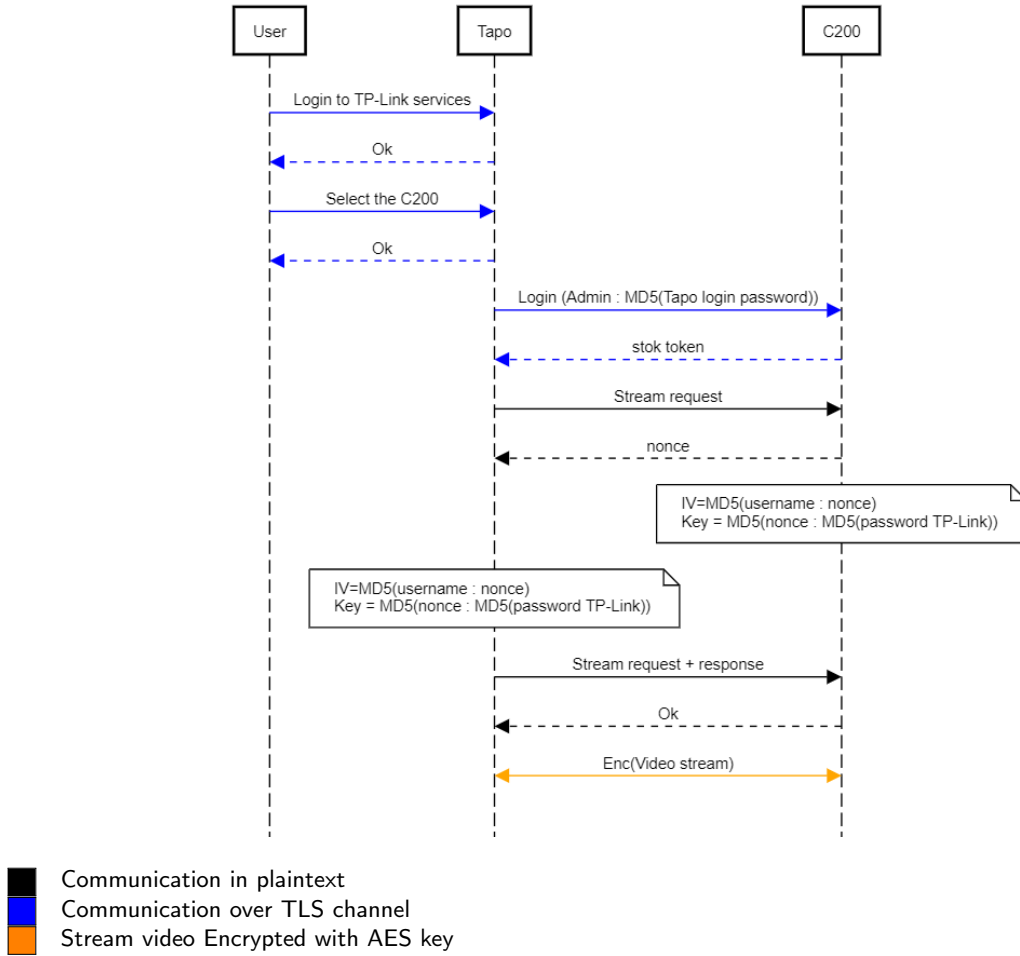 User
Tapo
C200
Login to TP-Link services
Ok
Select the C200
Ok
Login (Admin : MD5(Tapo login password))
stok token
Stream request
nonce
IV=MD5(username : nonce)
Key = MD5(nonce : MD5(password TP-Link))
IV=MD5(username : nonce)
Key = MD5(nonce : MD5(password TP-Link))
Stream request + response
Ok
Enc(Video stream)
Communication in plaintext
Communication over TLS channel
Stream video Encrypted with AES key